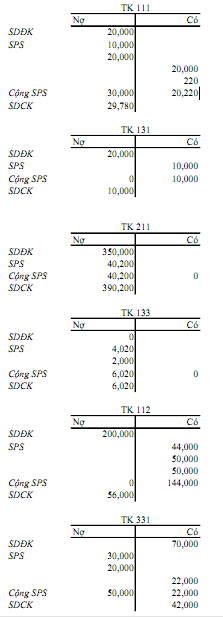 TK 111
Nợ Có
SDĐK 20,000
SPS 10,000
20,000
20,000
220
Cộng SPS 30,000 20,220
SDCK 29,780
TK 131
Nợ Có
SDĐK 20,000
SPS 10,000
Cộng SPS 0 10,000
SDCK 10,000
TK 211
Nợ Có
SDĐK 350,000
SPS 40,200
Cộng SPS 40,200 0
SDCK 390,200
TK 133
Nợ Có
SDĐK 0
SPS 4,020
2,000
Cộng SPS 6,020 0
SDCK 6,020
TK 112
Nợ Có
SDĐK 200,000
SPS 44,000
50,000
50,000
Cộng SPS 0 144,000
SDCK 56,000
TK 331
Nợ Có
SDĐK 70,000
SPS 30,000
20,000
22,000
Cộng SPS 50,000 22,000
SDCK 42,000